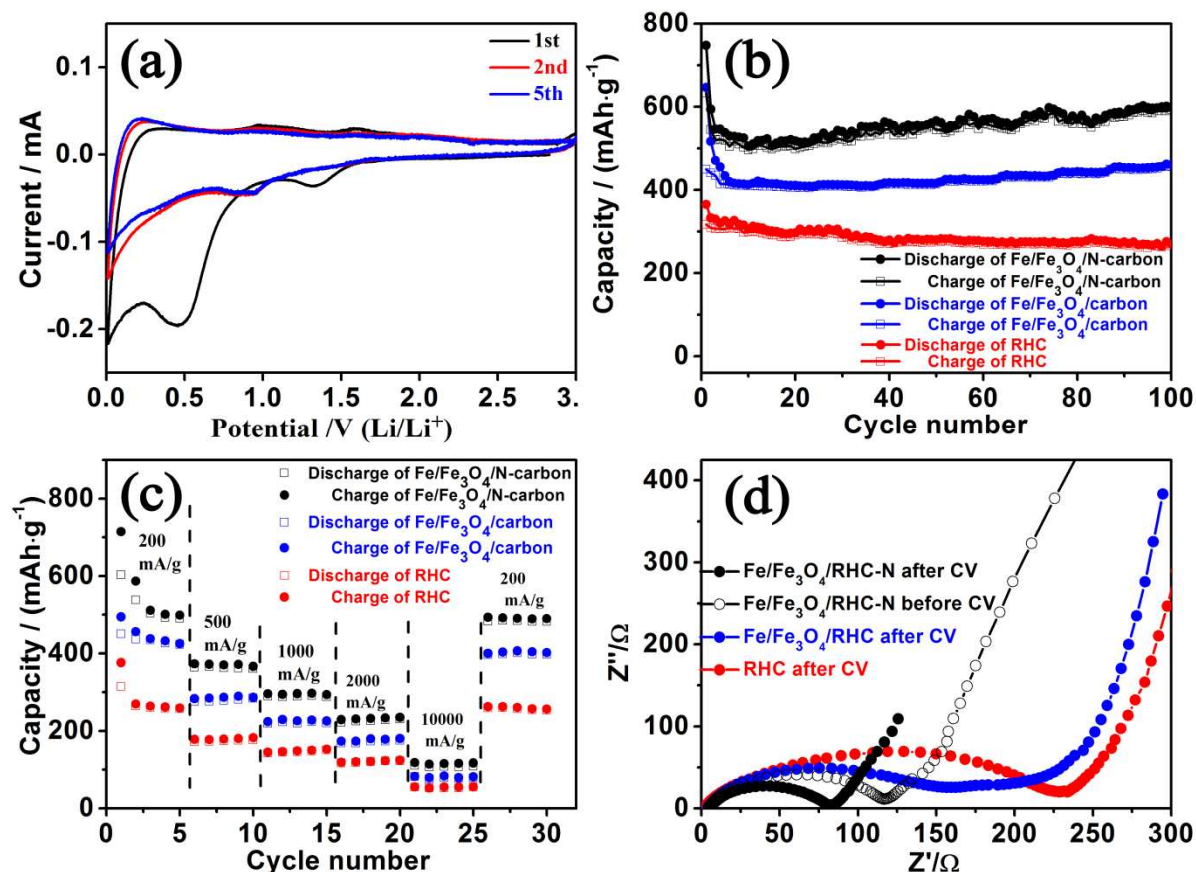 (a)
1st
2nd
5th
0.1
0.0
-0.1
-0.2
Current / mA
0.0 0.5 1.0 1.5 2.0 2.5 3.
Potential /V (Li/Li⁺)
(b)
800
600
400
200
0
Capacity / (mAh·g⁻¹)
Discharge of Fe/Fe₃O₄/N-carbon
Charge of Fe/Fe₃O₄/N-carbon
Discharge of Fe/Fe₃O₄/carbon
Charge of Fe/Fe₃O₄/carbon
Discharge of RHC
Charge of RHC
0 20 40 60 80 100
Cycle number
(c)
Discharge of Fe/Fe₃O₄/N-carbon
Charge of Fe/Fe₃O₄/N-carbon
Discharge of Fe/Fe₃O₄/carbon
Charge of Fe/Fe₃O₄/carbon
Discharge of RHC
Charge of RHC
800
600
400
200
0
Capacity / (mAh·g⁻¹)
200
mA/g
500
mA/g
1000
mA/g
2000
mA/g
10000
mA/g
200
mA/g
0 5 10 15 20 25 30
Cycle number
(d)
400
300
200
100
0
Z''/Ω
Fe/Fe₃O₄/RHC-N after CV
Fe/Fe₃O₄/RHC-N before CV
Fe/Fe₃O₄/RHC after CV
RHC after CV
0 50 100 150 200 250 300
Z'/Ω